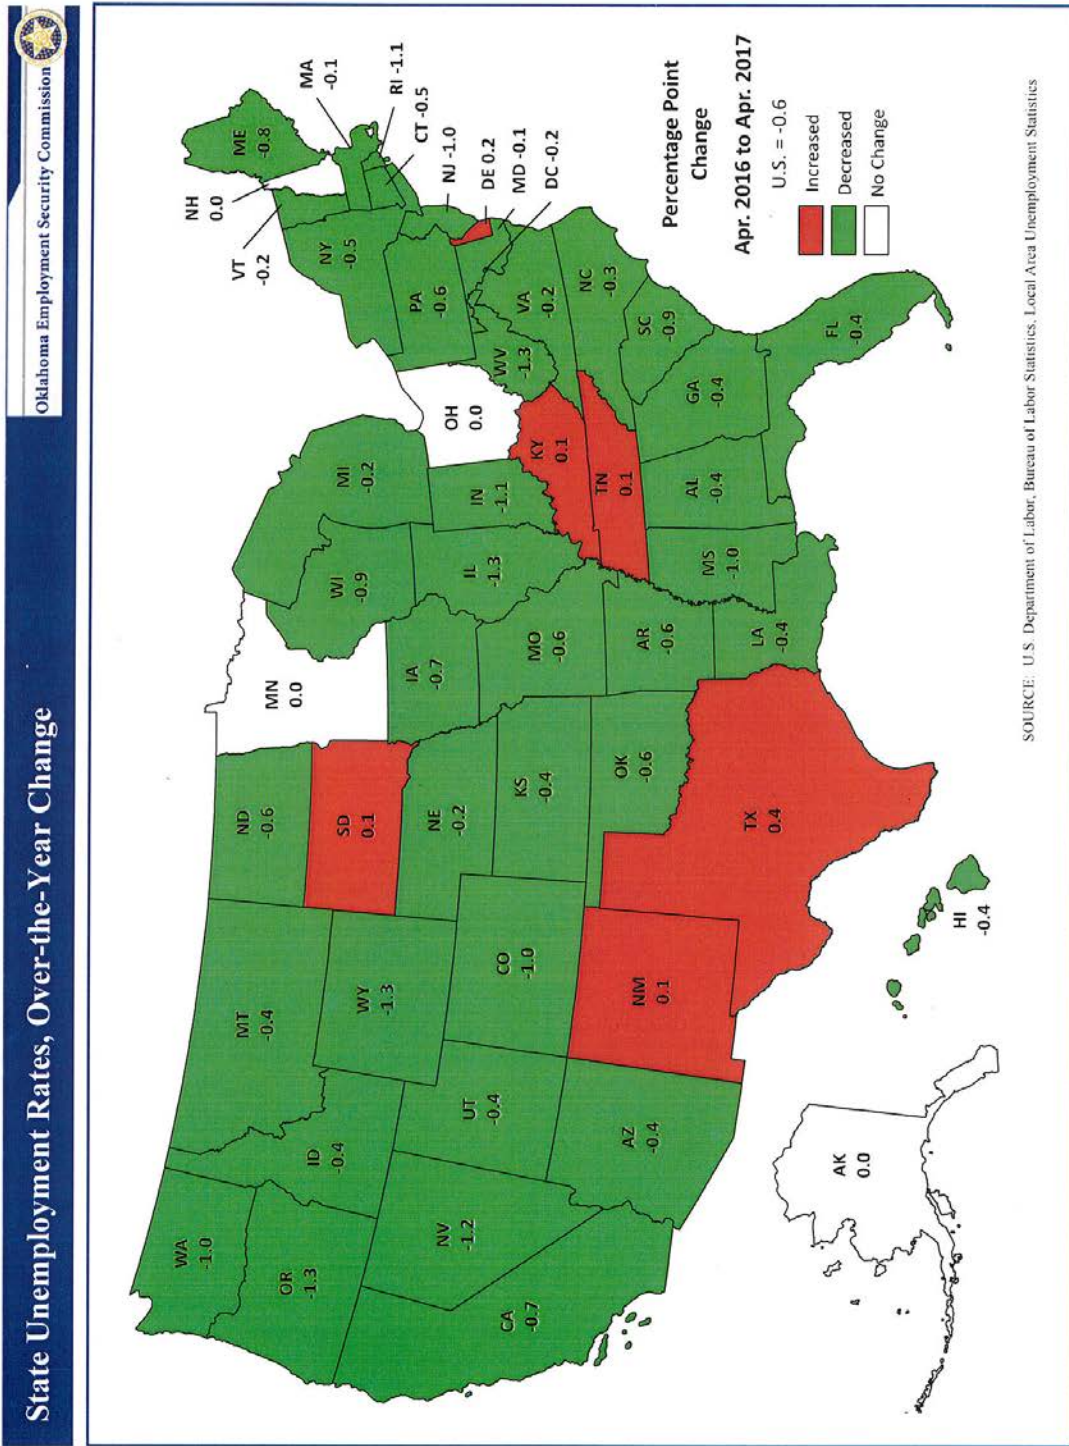 State Unemployment Rates, Over-the-Year Change
Oklahoma Employment Security Commission
WA
-1.0
OR
-1.3
CA
-0.7
NV
-1.2
ID
-0.4
MT
-0.4
WY
-1.3
UT
-0.4
AZ
-0.4
CO
-1.0
NM
0.1
ND
-0.6
SD
0.1
NE
-0.2
KS
-0.4
OK
-0.6
TX
0.4
MN
0.0
IA
-0.7
MO
-0.6
AR
-0.6
LA
-0.4
WI
-0.9
IL
-1.3
MS
-1.0
MI
-0.2
IN
-1.1
KY
0.1
TN
0.1
AL
-0.4
OH
0.0
GA
-0.4
FL
-0.4
SC
-0.9
NC
-0.3
VA
-0.2
WV
-1.3
PA
-0.6
NY
-0.5
VT
-0.2
NH
0.0
ME
-0.8
MA
-0.1
RI -1.1
CT -0.5
NJ -1.0
DE 0.2
MD -0.1
DC -0.2
AK
0.0
HI
-0.4
Percentage Point
Change
Apr. 2016 to Apr. 2017
U.S. = -0.6
Increased
Decreased
No Change
SOURCE: U.S. Department of Labor, Bureau of Labor Statistics, Local Area Unemployment Statistics